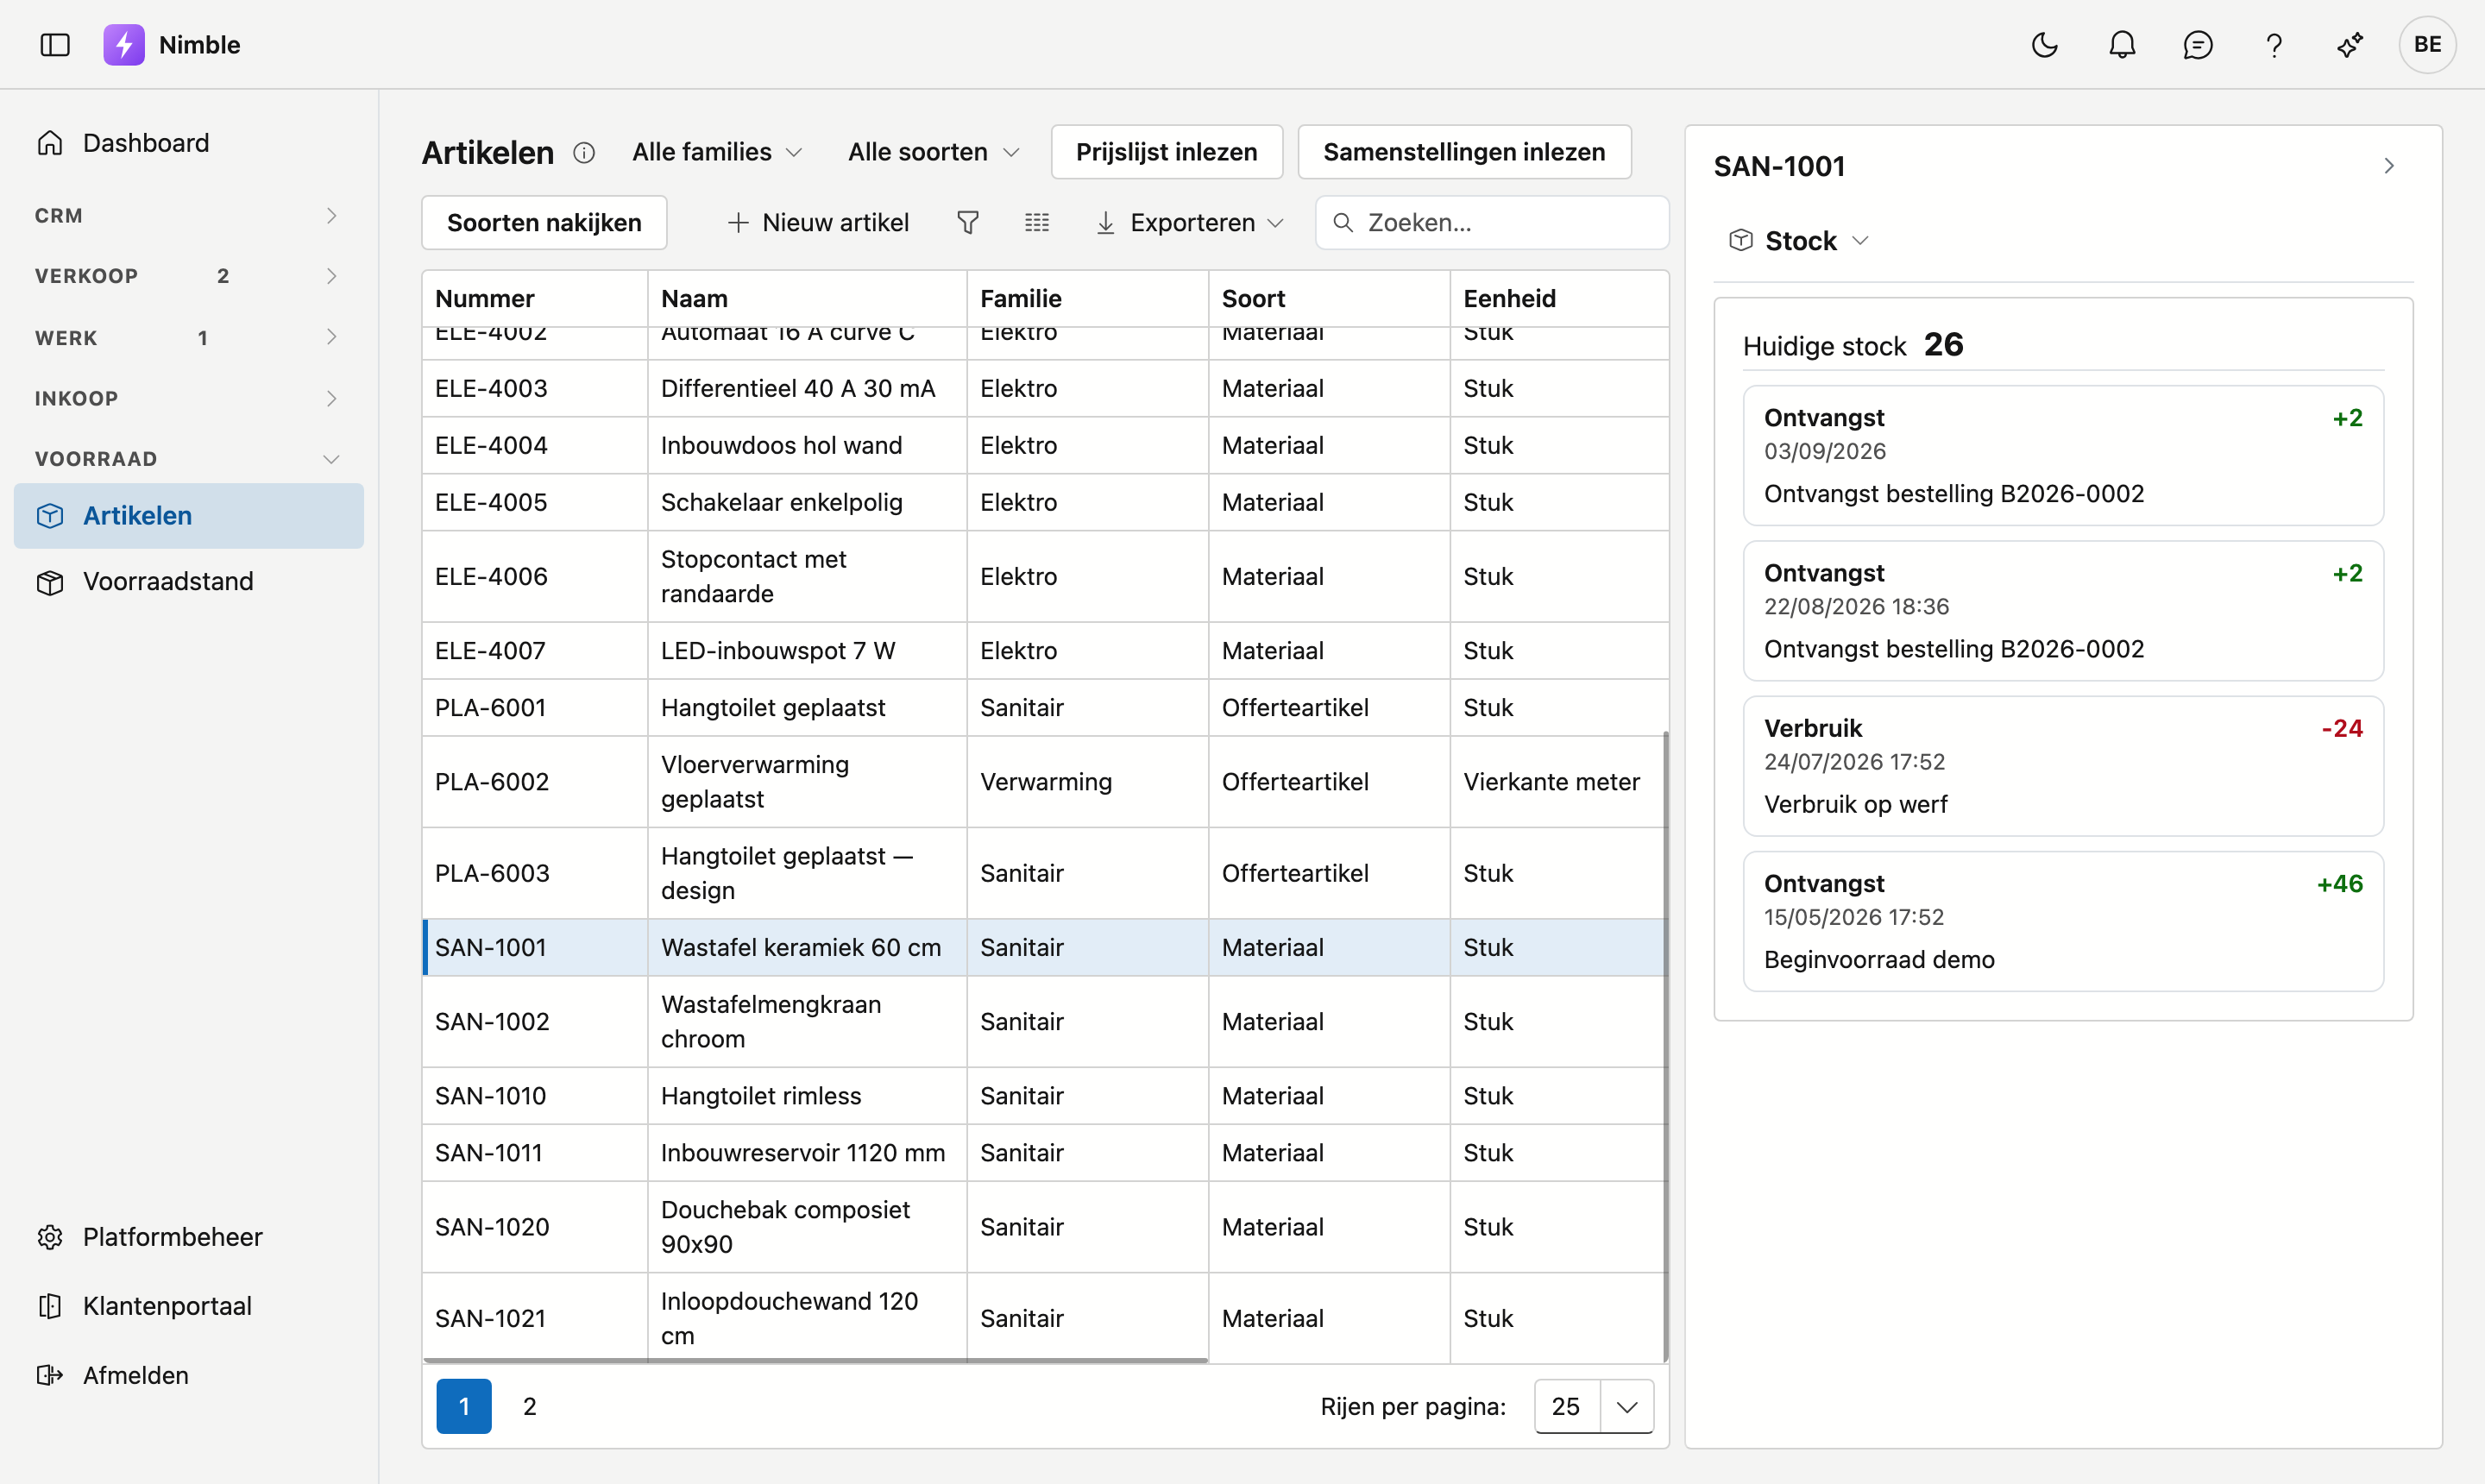 Nimble
BE
Dashboard
CRM
VERKOOP 2
WERK 1
INKOOP
VOORRAAD
Artikelen
Voorraadstand
Platformbeheer
Klantenportaal
Afmelden
Artikelen Alle families Alle soorten Prijslijst inlezen Samenstellingen inlezen
Soorten nakijken Nieuw artikel Exporteren Zoeken...
Nummer Naam Familie Soort Eenheid
ELE-4002 Automaat 16 A curve C Elektro Materiaal Stuk
ELE-4003 Differentieel 40 A 30 mA Elektro Materiaal Stuk
ELE-4004 Inbouwdoos hol wand Elektro Materiaal Stuk
ELE-4005 Schakelaar enkelpolig Elektro Materiaal Stuk
ELE-4006 Stopcontact met randaarde Elektro Materiaal Stuk
ELE-4007 LED-inbouwspot 7 W Elektro Materiaal Stuk
PLA-6001 Hangtoilet geplaatst Sanitair Offerteartikel Stuk
PLA-6002 Vloerverwarming geplaatst Verwarming Offerteartikel Vierkante meter
PLA-6003 Hangtoilet geplaatst — design Sanitair Offerteartikel Stuk
SAN-1001 Wastafel keramiek 60 cm Sanitair Materiaal Stuk
SAN-1002 Wastafelmengkraan chroom Sanitair Materiaal Stuk
SAN-1010 Hangtoilet rimless Sanitair Materiaal Stuk
SAN-1011 Inbouwreservoir 1120 mm Sanitair Materiaal Stuk
SAN-1020 Douchebak composiet 90x90 Sanitair Materiaal Stuk
SAN-1021 Inloopdouchewand 120 cm Sanitair Materiaal Stuk
1 2 Rijen per pagina: 25
SAN-1001
Stock
Huidige stock 26
Ontvangst +2
03/09/2026
Ontvangst bestelling B2026-0002
Ontvangst +2
22/08/2026 18:36
Ontvangst bestelling B2026-0002
Verbruik -24
24/07/2026 17:52
Verbruik op werf
Ontvangst +46
15/05/2026 17:52
Beginvoorraad demo